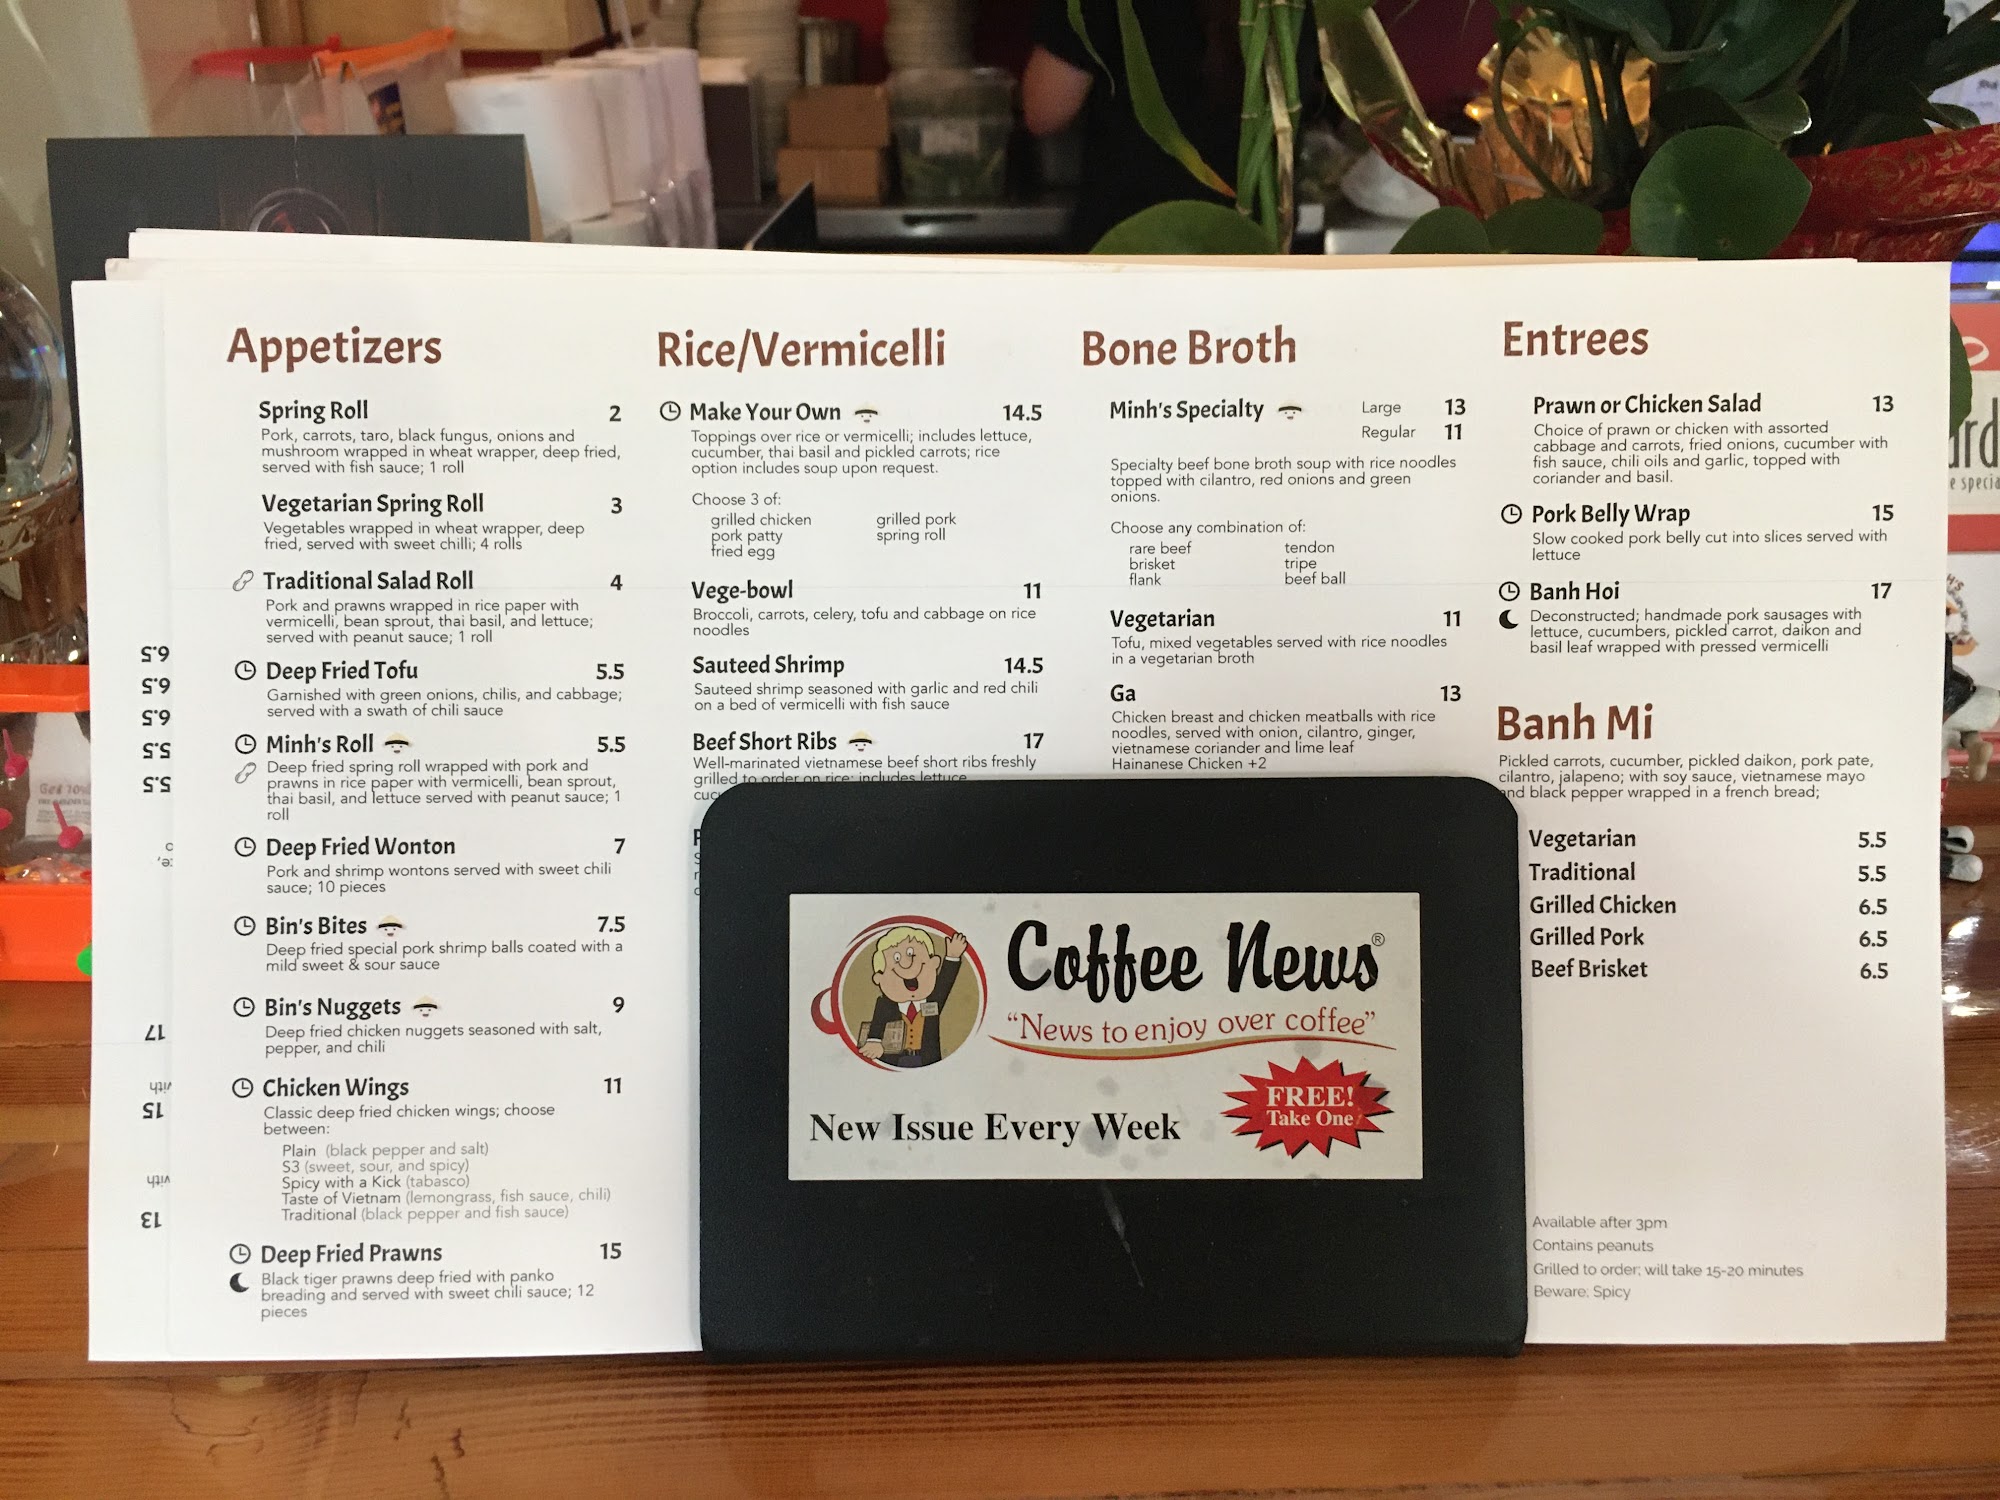 Appetizers
Spring Roll 2
Pork, carrots, taro, black fungus, onions and
mushroom wrapped in wheat wrapper, deep fried,
served with fish sauce; 1 roll
Vegetarian Spring Roll 3
Vegetables wrapped in wheat wrapper, deep
fried, served with sweet chilli; 4 rolls
Traditional Salad Roll 4
Pork and prawns wrapped in rice paper with
vermicelli, bean sprout, thai basil, and lettuce;
served with peanut sauce; 1 roll
Deep Fried Tofu 5.5
Garnished with green onions, chilis, and cabbage;
served with a swath of chili sauce
Minh's Roll 5.5
Deep fried spring roll wrapped with pork and
prawns in rice paper with vermicelli, bean sprout,
thai basil, and lettuce served with peanut sauce; 1
roll
Deep Fried Wonton 7
Pork and shrimp wontons served with sweet chili
sauce; 10 pieces
Bin's Bites 7.5
Deep fried special pork shrimp balls coated with a
mild sweet & sour sauce
Bin's Nuggets 9
Deep fried chicken nuggets seasoned with salt,
pepper, and chili
Chicken Wings 11
Classic deep fried chicken wings; choose
between:
Plain (black pepper and salt)
S3 (sweet, sour, and spicy)
Spicy with a Kick (tabasco)
Taste of Vietnam (lemongrass, fish sauce, chili)
Traditional (black pepper and fish sauce)
Deep Fried Prawns 15
Black tiger prawns deep fried with panko
breading and served with sweet chili sauce; 12
pieces
Rice/Vermicelli
Make Your Own 14.5
Toppings over rice or vermicelli; includes lettuce,
cucumber, thai basil and pickled carrots; rice
option includes soup upon request.
Choose 3 of:
grilled chicken grilled pork
pork patty spring roll
fried egg
Vege-bowl 11
Broccoli, carrots, celery, tofu and cabbage on rice
noodles
Sauteed Shrimp 14.5
Sauteed shrimp seasoned with garlic and red chili
on a bed of vermicelli with fish sauce
Beef Short Ribs 17
Well-marinated vietnamese beef short ribs freshly
grilled to order on rice; includes lettuce
Bone Broth
Minh's Specialty Large 13
Regular 11
Specialty beef bone broth soup with rice noodles
topped with cilantro, red onions and green
onions.
Choose any combination of:
rare beef tendon
brisket tripe
flank beef ball
Vegetarian 11
Tofu, mixed vegetables served with rice noodles
in a vegetarian broth
Ga 13
Chicken breast and chicken meatballs with rice
noodles, served with onion, cilantro, ginger,
vietnamese coriander and lime leaf
Hainanese Chicken +2
Entrees
Prawn or Chicken Salad 13
Choice of prawn or chicken with assorted
cabbage and carrots, fried onions, cucumber with
fish sauce, chili oils and garlic, topped with
coriander and basil.
Pork Belly Wrap 15
Slow cooked pork belly cut into slices served with
lettuce
Banh Hoi 17
Deconstructed; handmade pork sausages with
lettuce, cucumbers, pickled carrot, daikon and
basil leaf wrapped with pressed vermicelli
Banh Mi
Pickled carrots, cucumber, pickled daikon, pork pate,
cilantro, jalapeno; with soy sauce, vietnamese mayo
and black pepper wrapped in a french bread;
Vegetarian 5.5
Traditional 5.5
Grilled Chicken 6.5
Grilled Pork 6.5
Beef Brisket 6.5
Available after 3pm
Contains peanuts
Grilled to order; will take 15-20 minutes
Beware; Spicy
Coffee News®
"News to enjoy over coffee"
New Issue Every Week
FREE!
Take One
6.5
6.5
6.5
5.5
5.5
17
with
15
with
13